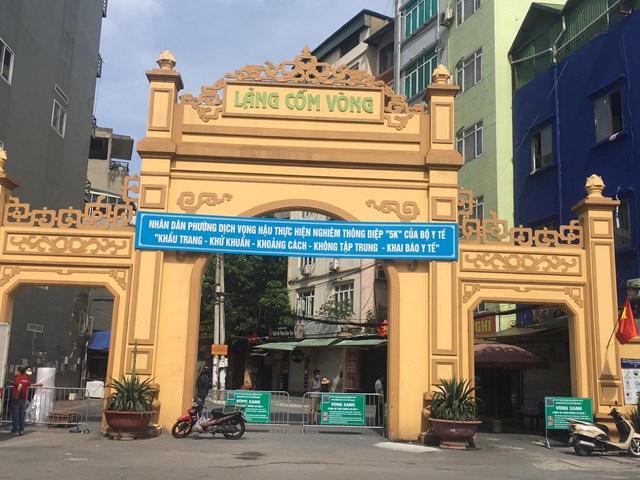 LÀNG CỐM VÒNG
NHÂN DÂN PHƯỜNG DỊCH VỌNG HẬU THỰC HIỆN NGHIÊM THÔNG ĐIỆP "5K" CỦA BỘ Y TẾ
"KHẨU TRANG - KHỬ KHUẨN - KHOẢNG CÁCH - KHÔNG TẬP TRUNG - KHAI BÁO Y TẾ"
NGHỈ
VÙNG XANH
VÙNG XANH
VÙNG XANH